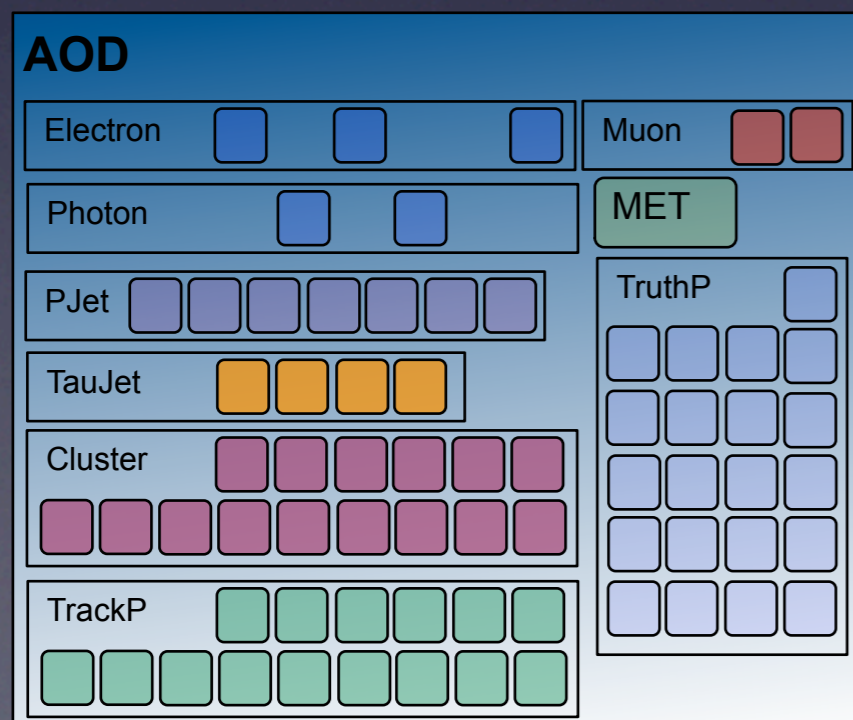 AOD
Electron
Muon
Photon
MET
PJet
TruthP
TauJet
Cluster
TrackP